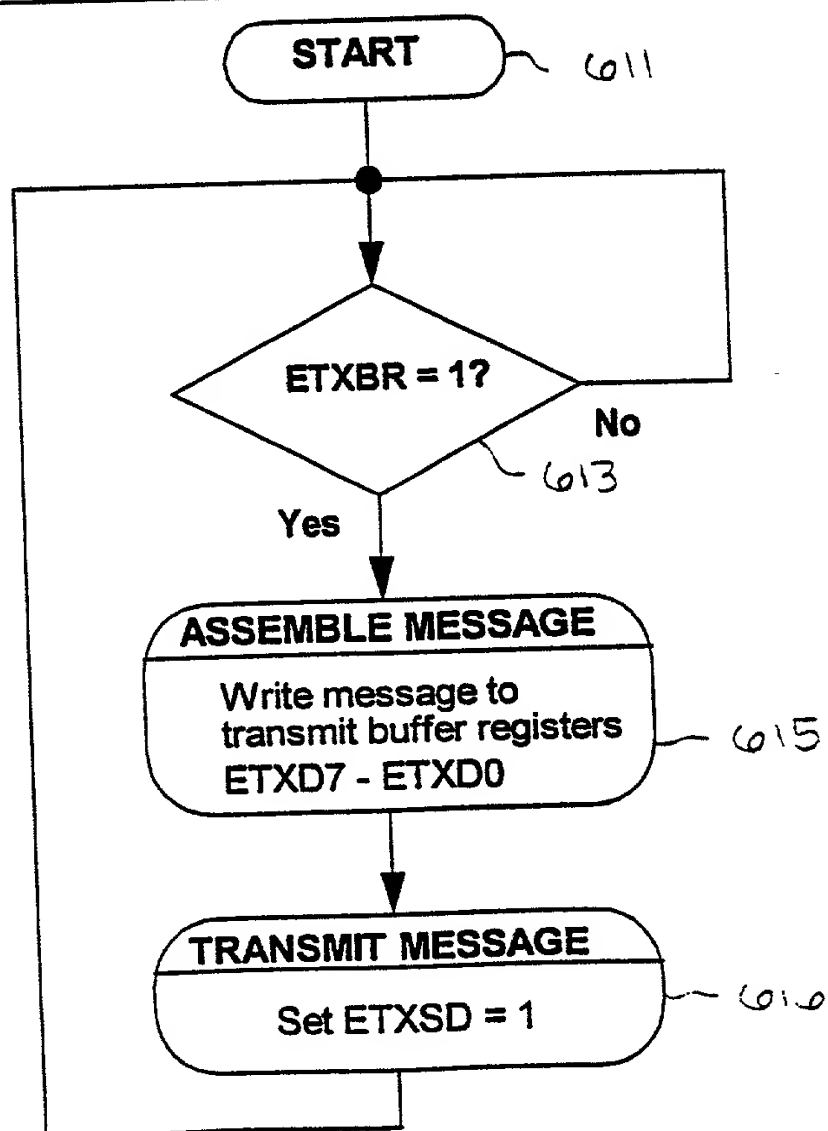 START
611
ETXBR = 1?
No
613
Yes
ASSEMBLE MESSAGE
Write message to
transmit buffer registers
ETXD7 - ETXD0
615
TRANSMIT MESSAGE
Set ETXSD = 1